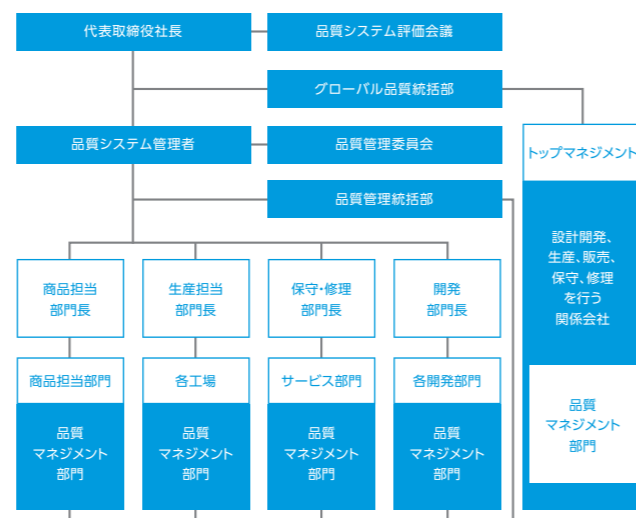 代表取締役社長
品質システム評価会議
グローバル品質統括部
品質システム管理者
品質管理委員会
品質管理統括部
トップマネジメント
設計開発、
生産、販売、
保守、修理
を行う
関係会社
品質
マネジメント
部門
商品担当
部門長
生産担当
部門長
保守・修理
部門長
開発
部門長
商品担当部門
各工場
サービス部門
各開発部門
品質
マネジメント
部門
品質
マネジメント
部門
品質
マネジメント
部門
品質
マネジメント
部門